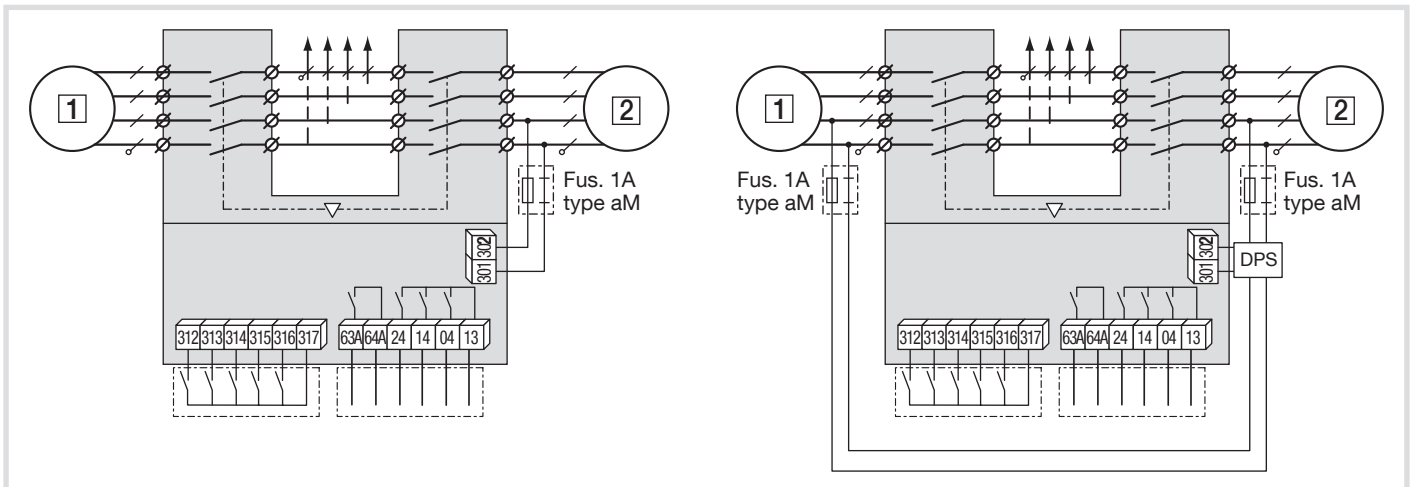 1
2
Fus. 1A
type aM
302
301
312 313 314 315 316 317
63A 64A 24 14 04 13
1
2
Fus. 1A
type aM
Fus. 1A
type aM
302
301
DPS
312 313 314 315 316 317
63A 64A 24 14 04 13